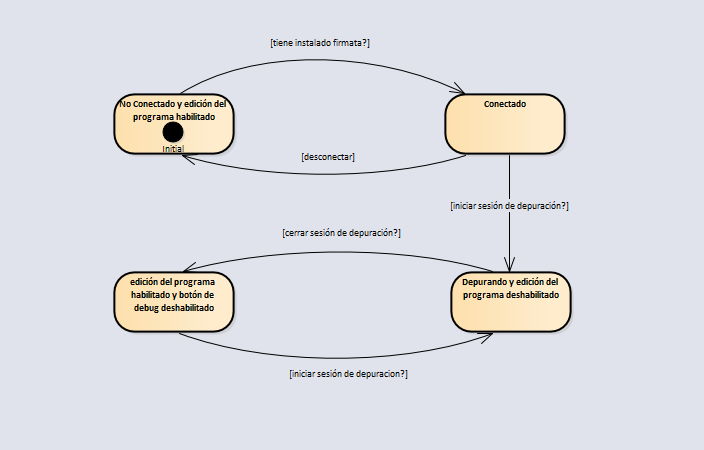 [tiene instalado firmata?]
No Conectado y edición del
programa habilitado
Initial
Conectado
[desconectar]
[iniciar sesión de depuración?]
[cerrar sesión de depuración?]
edición del programa
habilitado y botón de
debug deshabilitado
Depurando y edición del
programa deshabilitado
[iniciar sesión de depuracion?]